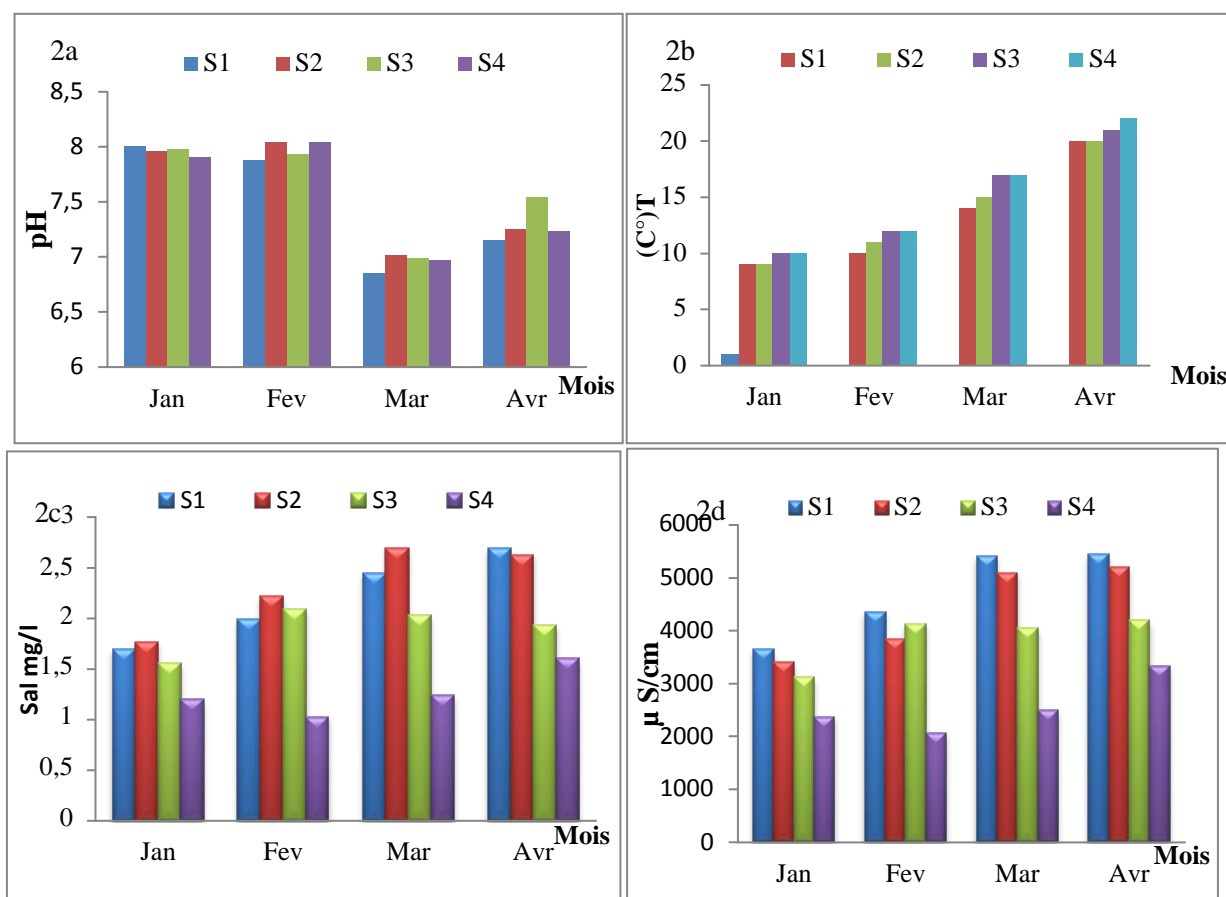 2a
S1 S2 S3 S4
8,5
8
7,5
7
6,5
6
pH
Jan Fev Mar Avr
Mois
2b
S1 S2 S3 S4
25
20
15
10
5
0
(C°)T
Jan Fev Mar Avr
Mois
2c
S1 S2 S3 S4
3
2,5
2
1,5
1
0,5
0
Sal mg/l
Jan Fev Mar Avr
Mois
2d
S1 S2 S3 S4
6000
5000
4000
3000
2000
1000
0
µ S/cm
Jan Fev Mar Avr
Mois